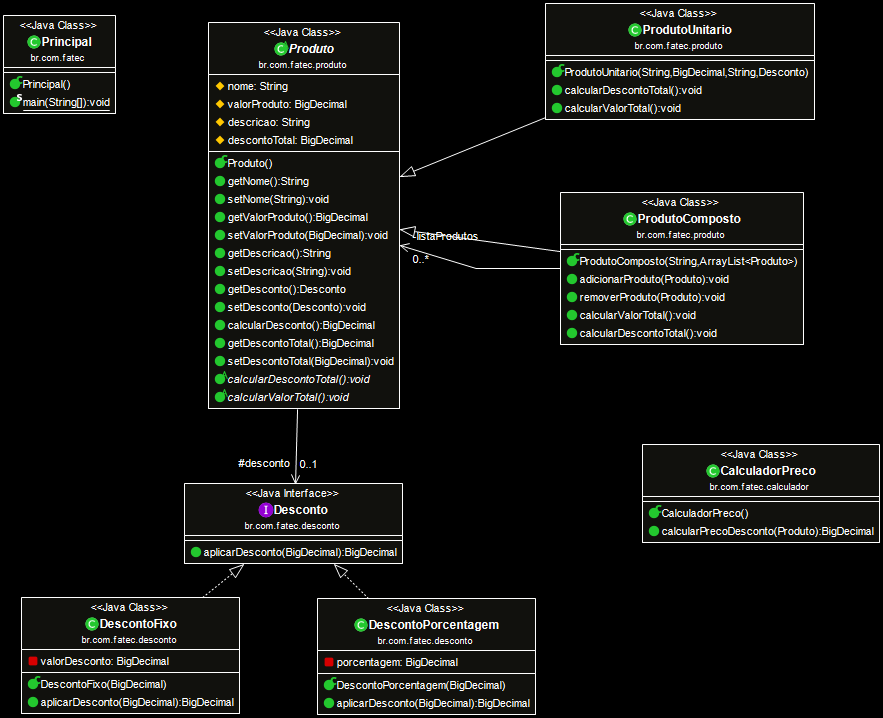 <<Java Class>>
Principal
br.com.fatec
Principal()
main(String[]):void
<<Java Class>>
Produto
br.com.fatec.produto
nome: String
valorProduto: BigDecimal
descricao: String
descontoTotal: BigDecimal
Produto()
getNome():String
setNome(String):void
getValorProduto():BigDecimal
setValorProduto(BigDecimal):void
getDescricao():String
setDescricao(String):void
getDesconto():Desconto
setDesconto(Desconto):void
calcularDesconto():BigDecimal
getDescontoTotal():BigDecimal
setDescontoTotal(BigDecimal):void
calcularDescontoTotal():void
calcularValorTotal():void
<<Java Class>>
ProdutoUnitario
br.com.fatec.produto
ProdutoUnitario(String,BigDecimal,String,Desconto)
calcularDescontoTotal():void
calcularValorTotal():void
<<Java Class>>
ProdutoComposto
br.com.fatec.produto
ProdutoComposto(String,ArrayList<Produto>)
adicionarProduto(Produto):void
removerProduto(Produto):void
calcularValorTotal():void
calcularDescontoTotal():void
-listaProdutos
0..*
#desconto
0..1
<<Java Interface>>
Desconto
br.com.fatec.desconto
aplicarDesconto(BigDecimal):BigDecimal
<<Java Class>>
CalculadorPreco
br.com.fatec.calculador
CalculadorPreco()
calcularPrecoDesconto(Produto):BigDecimal
<<Java Class>>
DescontoFixo
br.com.fatec.desconto
valorDesconto: BigDecimal
DescontoFixo(BigDecimal)
aplicarDesconto(BigDecimal):BigDecimal
<<Java Class>>
DescontoPorcentagem
br.com.fatec.desconto
porcentagem: BigDecimal
DescontoPorcentagem(BigDecimal)
aplicarDesconto(BigDecimal):BigDecimal